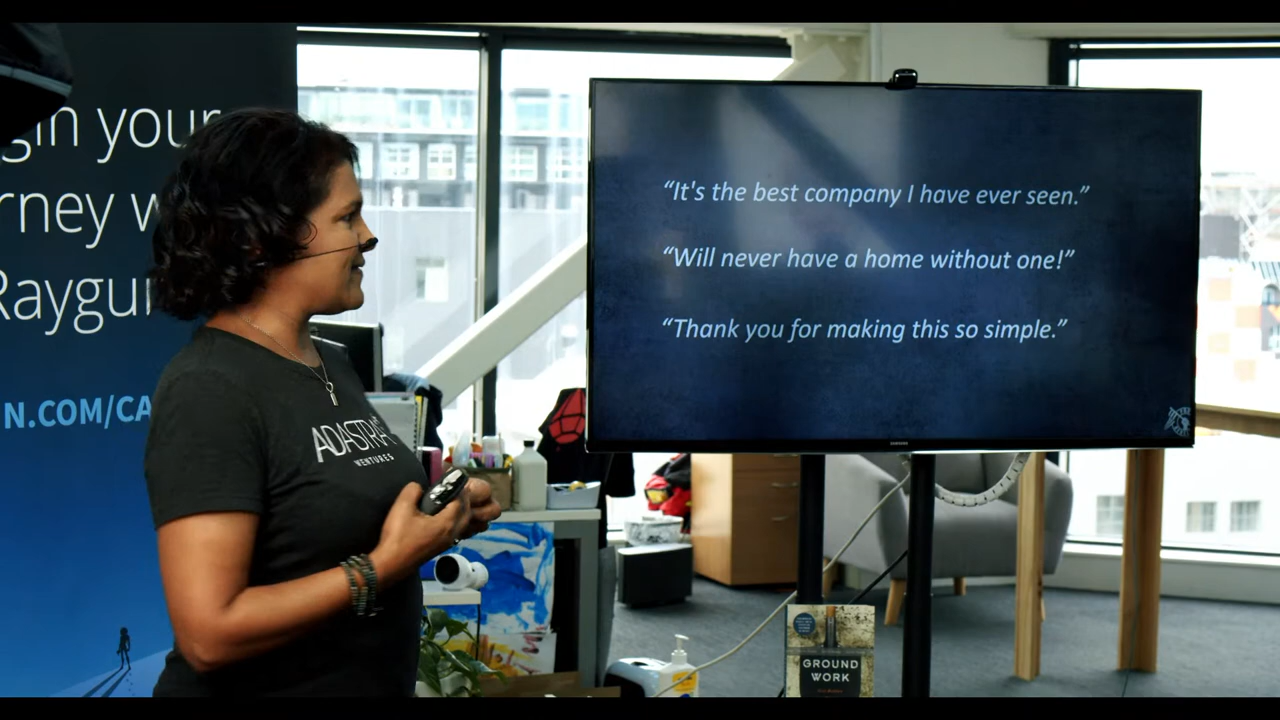 gin your
rney w
Raygun
N.COM/CA
ADASTRA
VENTURES
“It's the best company I have ever seen.”
“Will never have a home without one!”
“Thank you for making this so simple.”
SAMSUNG
GROUND
WORK